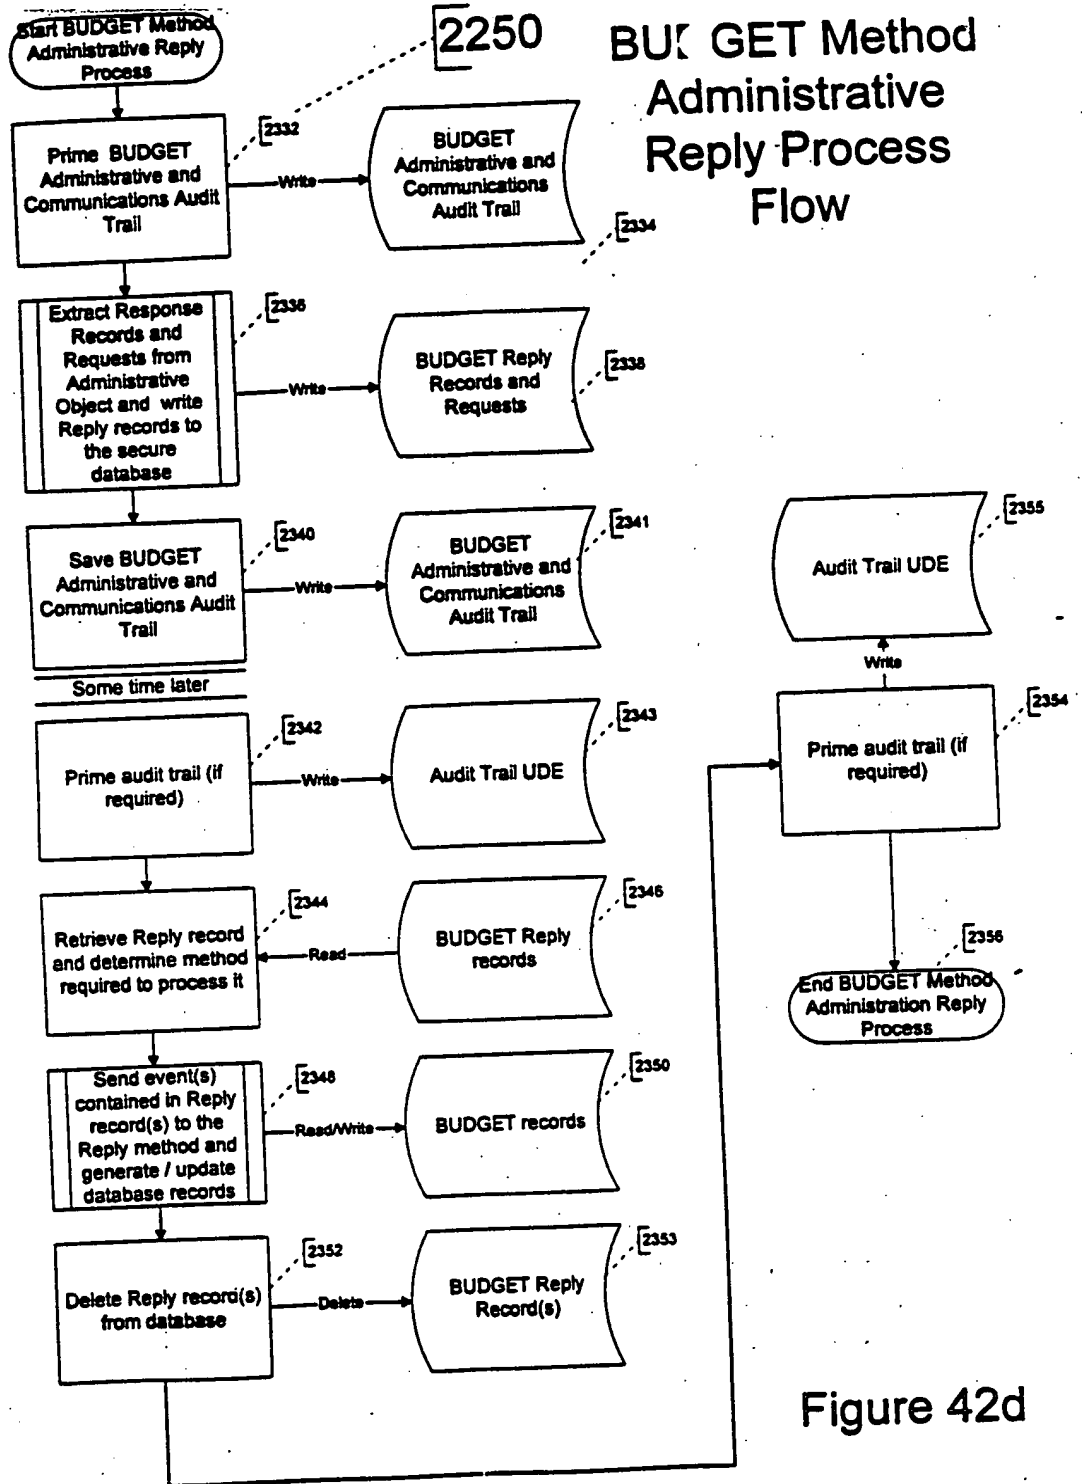 Start BUDGET Method
Administrative Reply
Process
2250
BU GET Method
Administrative
Reply Process
Flow
2332
Prime BUDGET
Administrative and
Communications Audit
Trail
Write
BUDGET
Administrative and
Communications
Audit Trail
2334
2336
Extract Response
Records and
Requests from
Administrative
Object and write
Reply records to
the secure
database
Write
BUDGET Reply
Records and
Requests
2338
2340
Save BUDGET
Administrative and
Communications Audit
Trail
Write
BUDGET
Administrative and
Communications
Audit Trail
2341
Some time later
2342
Prime audit trail (if
required)
Write
Audit Trail UDE
2343
2344
Retrieve Reply record
and determine method
required to process it
Read
BUDGET Reply
records
2346
2348
Send event(s)
contained in Reply
record(s) to the
Reply method and
generate / update
database records
Read/Write
BUDGET records
2350
2352
Delete Reply record(s)
from database
Delete
BUDGET Reply
Record(s)
2353
2355
Audit Trail UDE
Write
2354
Prime audit trail (if
required)
2356
End BUDGET Method
Administration Reply
Process
Figure 42d